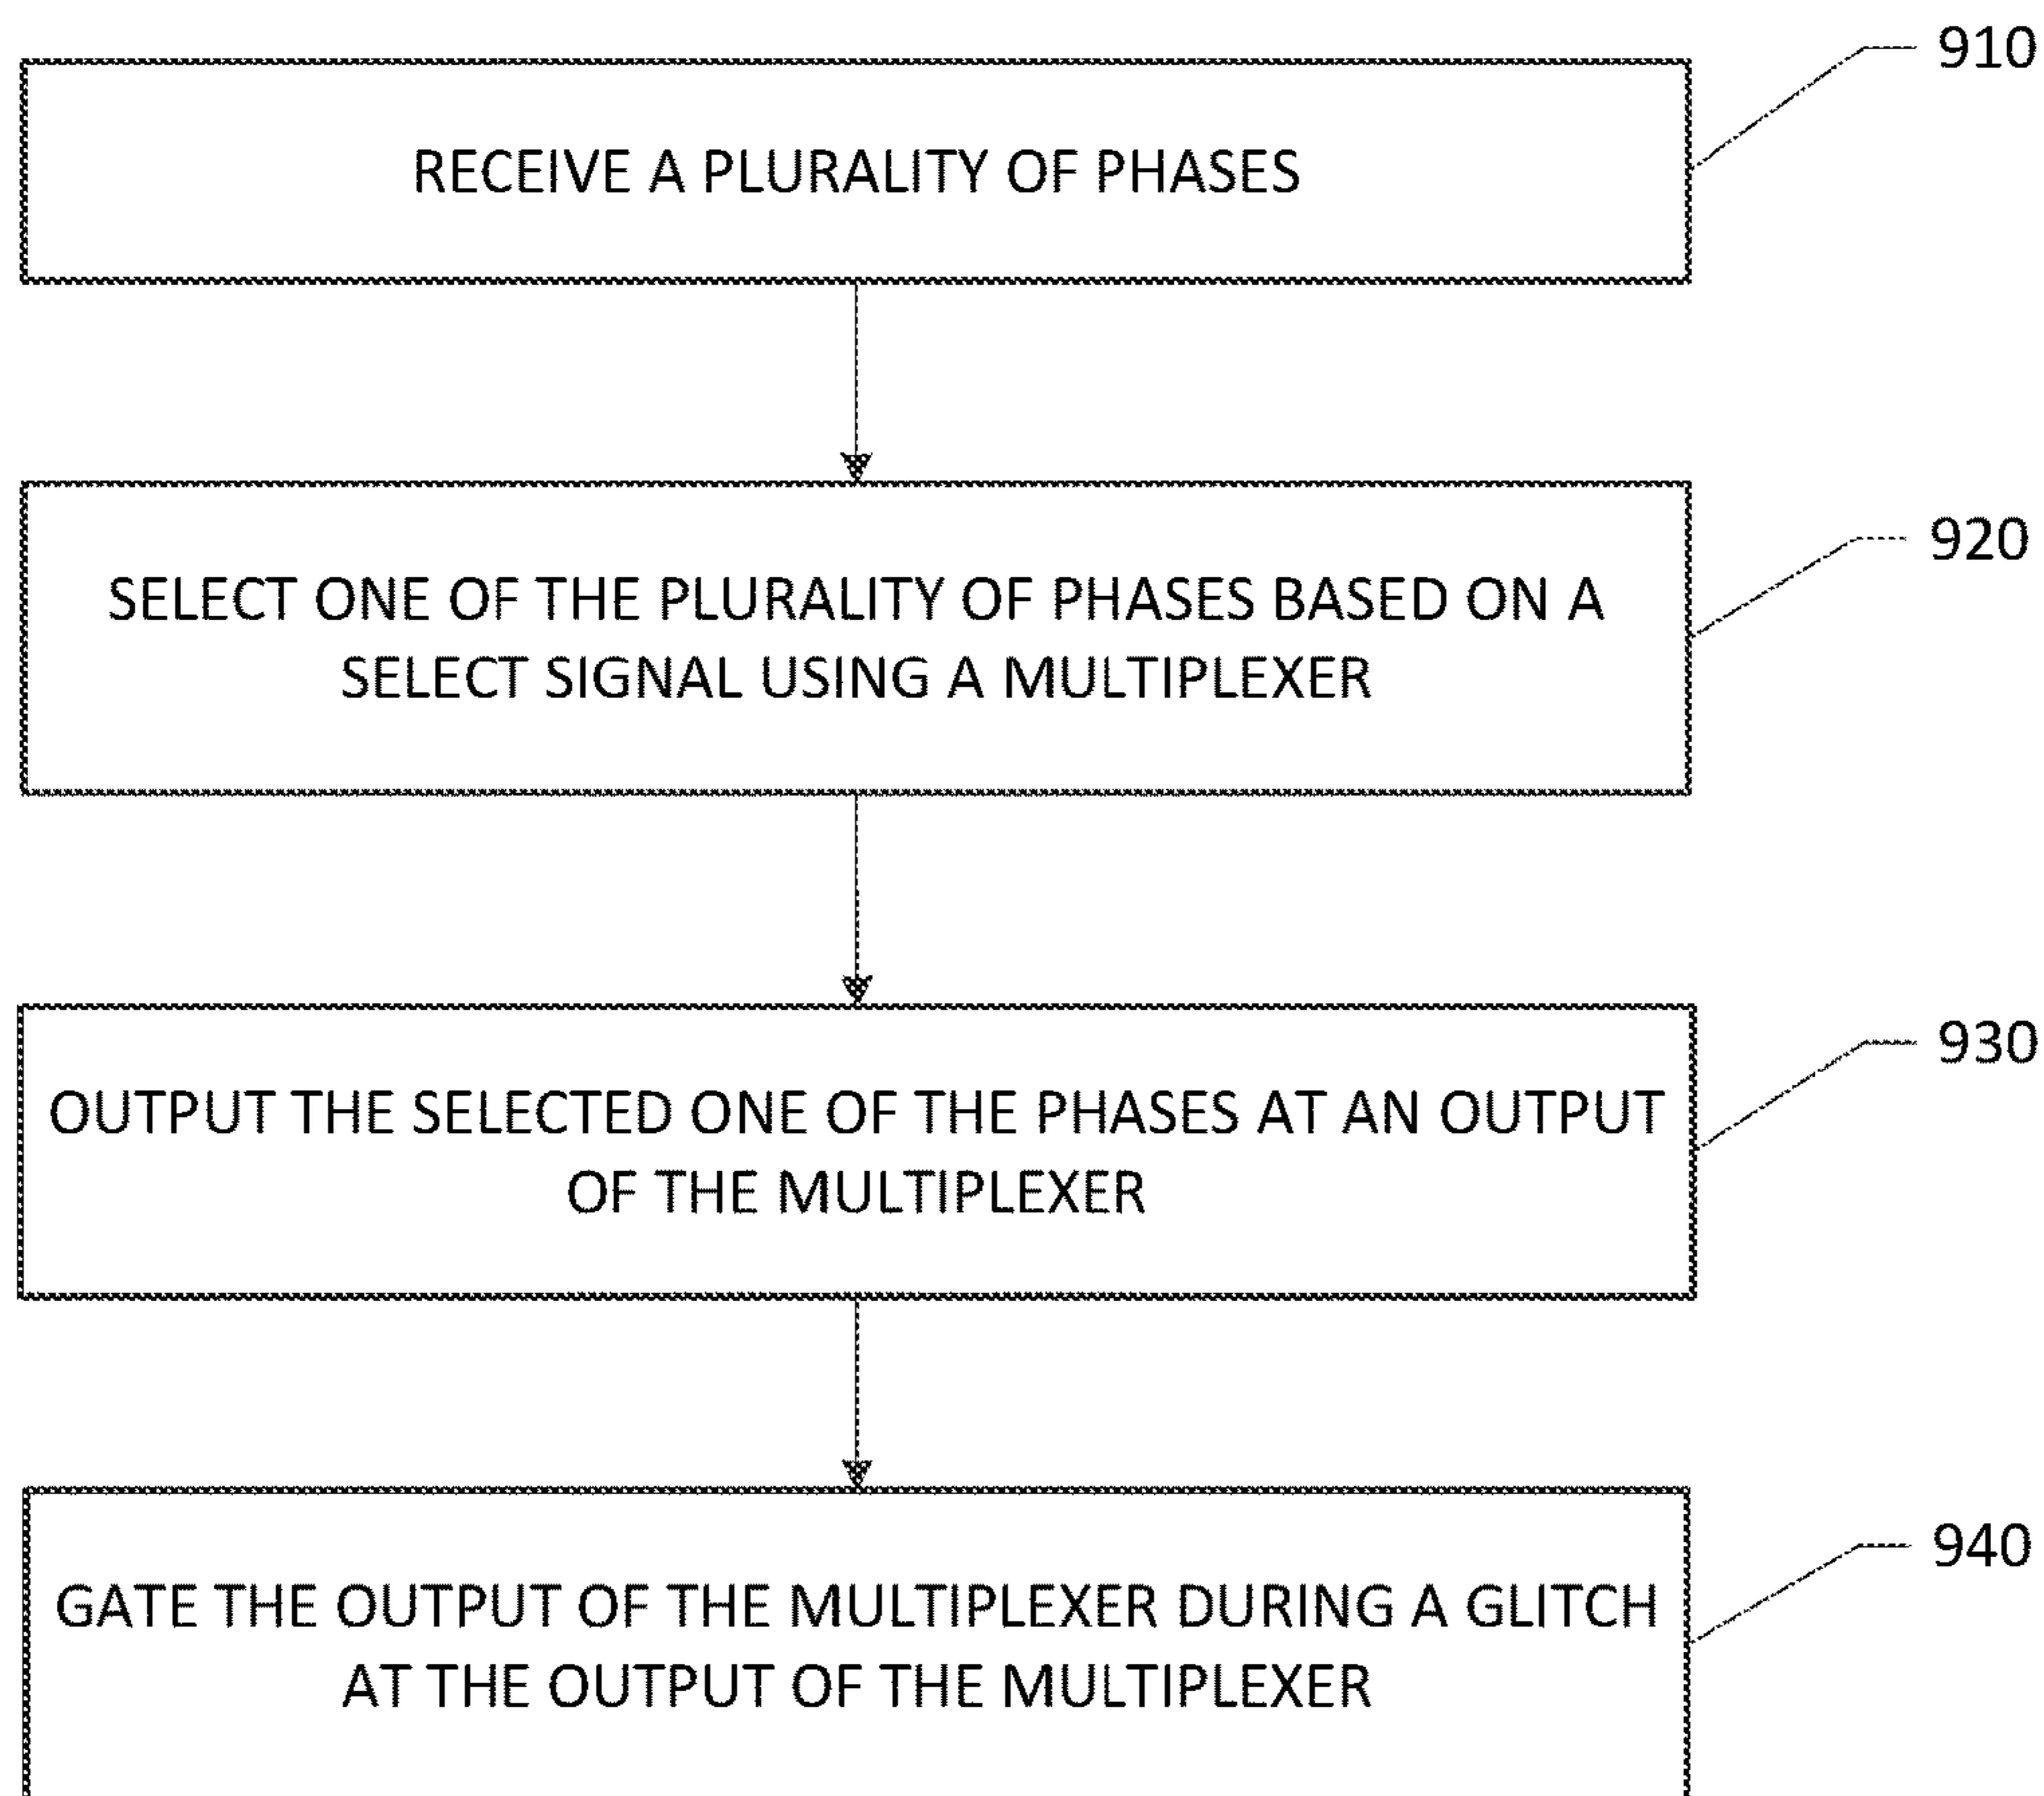 910
RECEIVE A PLURALITY OF PHASES
920
SELECT ONE OF THE PLURALITY OF PHASES BASED ON A
SELECT SIGNAL USING A MULTIPLEXER
930
OUTPUT THE SELECTED ONE OF THE PHASES AT AN OUTPUT
OF THE MULTIPLEXER
940
GATE THE OUTPUT OF THE MULTIPLEXER DURING A GLITCH
AT THE OUTPUT OF THE MULTIPLEXER